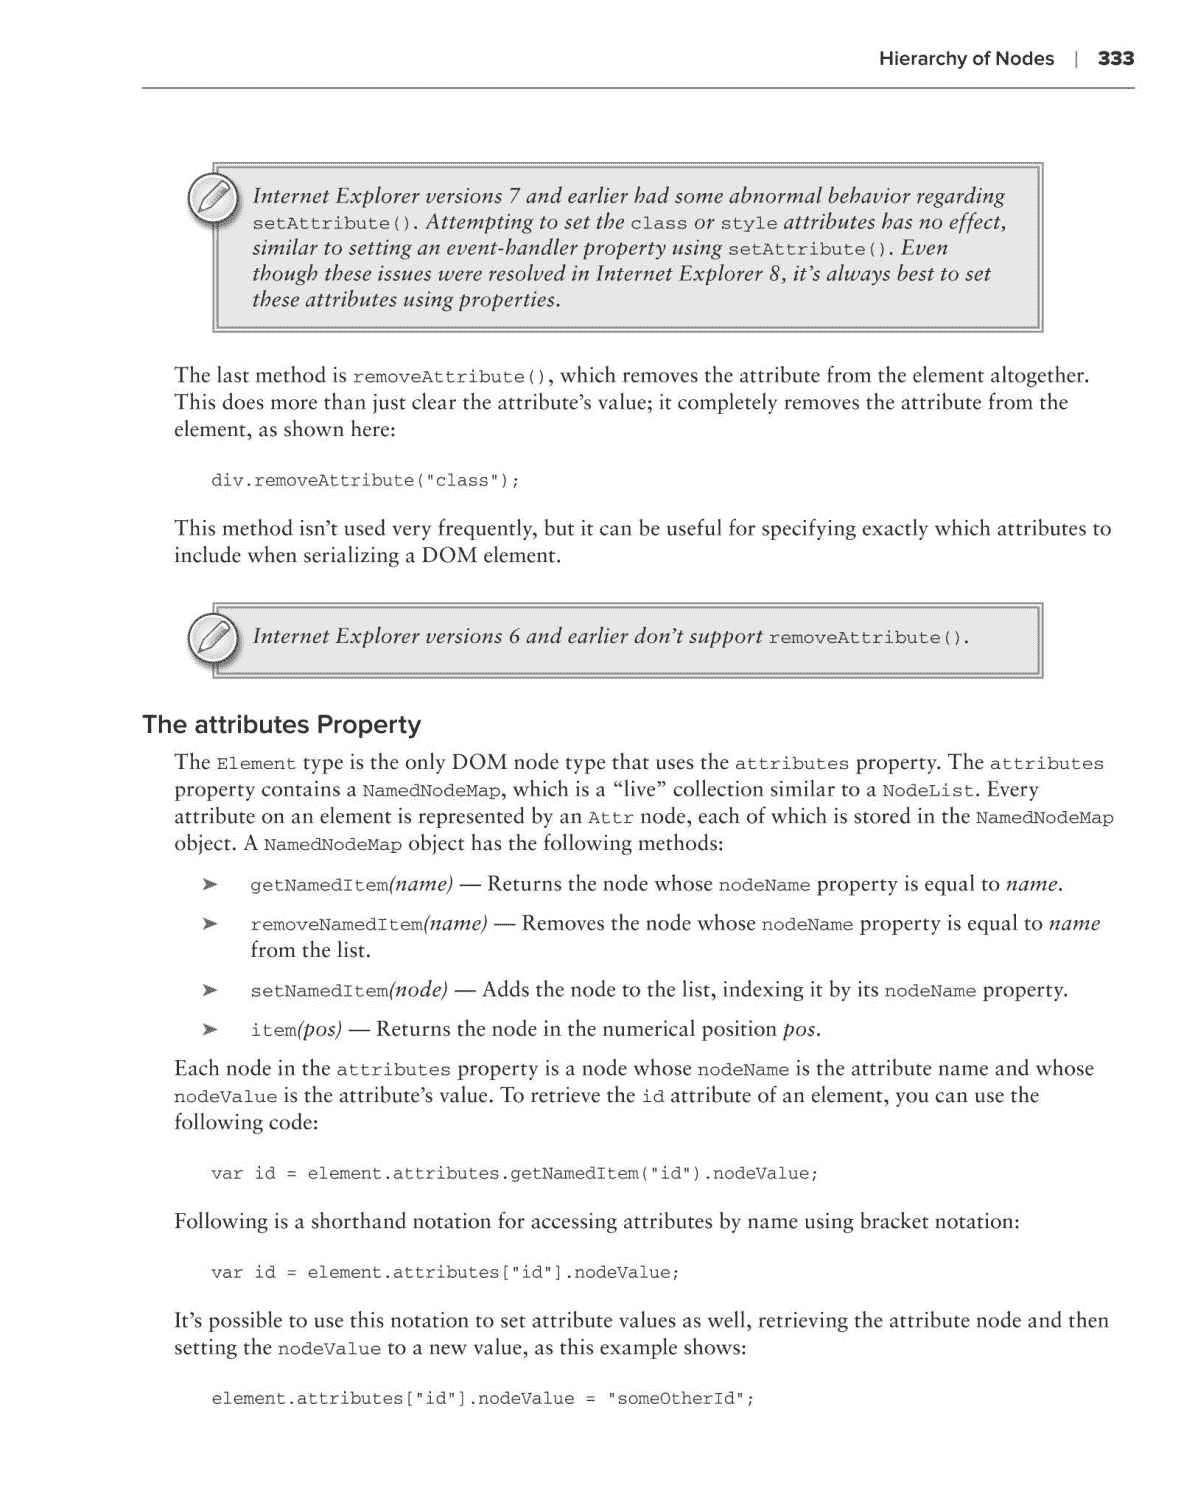 Hierarchy of Nodes | 333
Internet Explorer versions 7 and earlier had some abnormal behavior regarding
setAttribute(). Attempting to set the class or style attributes has no effect,
similar to setting an event-handler property using setAttribute(). Even
though these issues were resolved in Internet Explorer 8, it's always best to set
these attributes using properties.
The last method is removeAttribute(), which removes the attribute from the element altogether.
This does more than just clear the attribute's value; it completely removes the attribute from the
element, as shown here:
div.removeAttribute("class");
This method isn't used very frequently, but it can be useful for specifying exactly which attributes to
include when serializing a DOM element.
Internet Explorer versions 6 and earlier don't support removeAttribute().
The attributes Property
The Element type is the only DOM node type that uses the attributes property. The attributes
property contains a NamedNodeMap, which is a “live” collection similar to a NodeList. Every
attribute on an element is represented by an Attr node, each of which is stored in the NamedNodeMap
object. A NamedNodeMap object has the following methods:
➤ getNamedItem(name) — Returns the node whose nodeName property is equal to name.
➤ removeNamedItem(name) — Removes the node whose nodeName property is equal to name
from the list.
➤ setNamedItem(node) — Adds the node to the list, indexing it by its nodeName property.
➤ item(pos) — Returns the node in the numerical position pos.
Each node in the attributes property is a node whose nodeName is the attribute name and whose
nodeValue is the attribute's value. To retrieve the id attribute of an element, you can use the
following code:
var id = element.attributes.getNamedItem("id").nodeValue;
Following is a shorthand notation for accessing attributes by name using bracket notation:
var id = element.attributes["id"].nodeValue;
It's possible to use this notation to set attribute values as well, retrieving the attribute node and then
setting the nodeValue to a new value, as this example shows:
element.attributes["id"].nodeValue = "someOtherId";